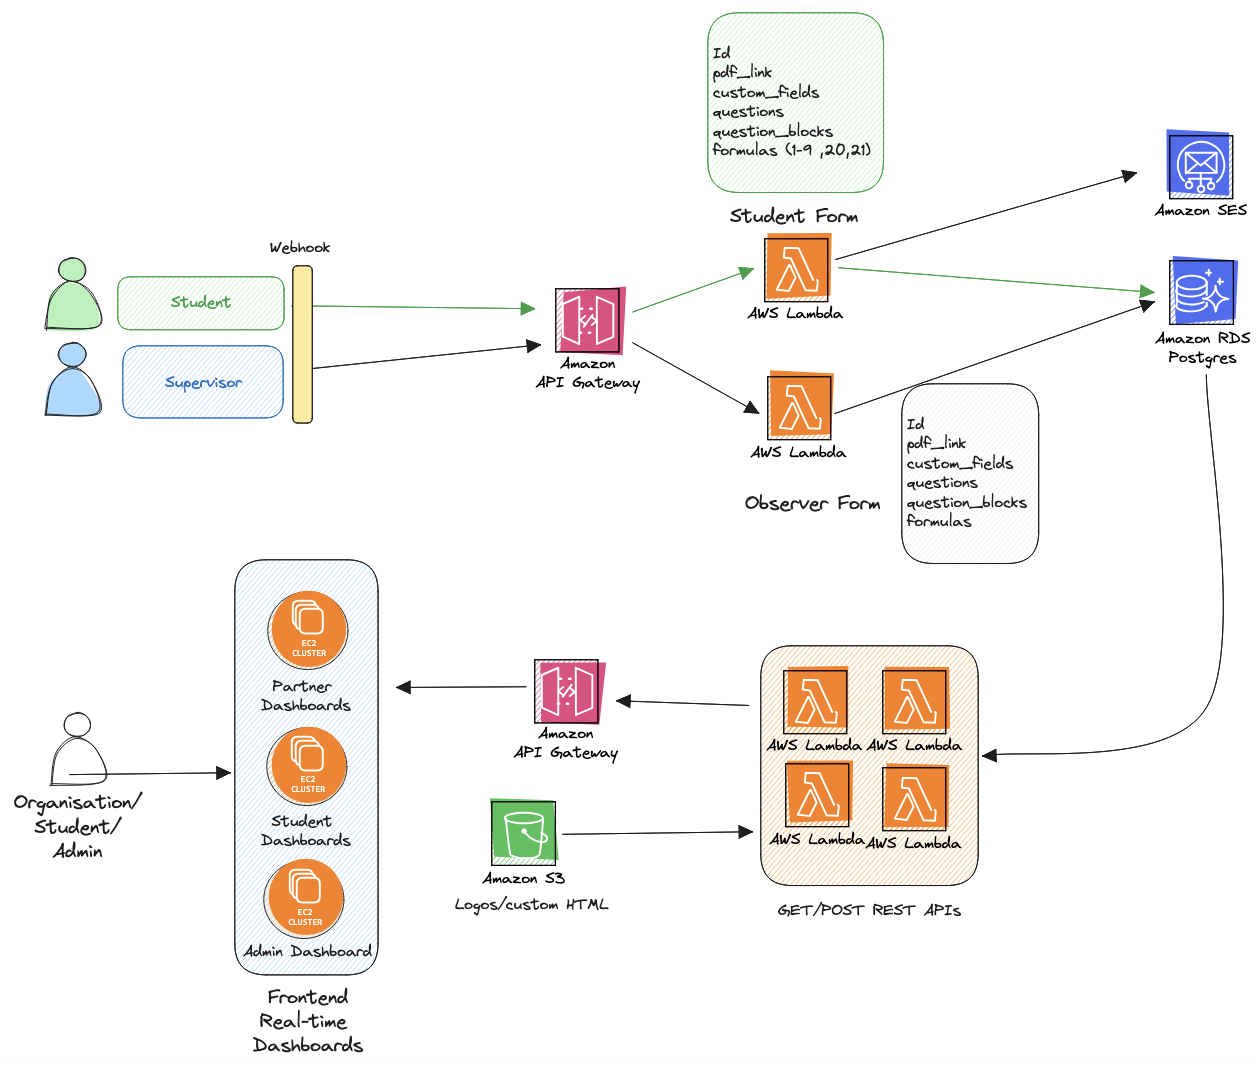 Id
pdf_link
custom_fields
questions
question_blocks
formulas (1-9 ,20,21)
Student Form
AWS Lambda
Amazon SES
Webhook
Student
Supervisor
Amazon
API Gateway
Amazon RDS
Postgres
AWS Lambda
Observer Form
Id
pdf_link
custom_fields
questions
question_blocks
formulas
EC2
CLUSTER
Partner
Dashboards
EC2
CLUSTER
Student
Dashboards
EC2
CLUSTER
Admin Dashboard
Frontend
Real-time
Dashboards
Organisation/
Student/
Admin
Amazon
API Gateway
Amazon S3
Logos/custom HTML
AWS Lambda
AWS Lambda
AWS Lambda
AWS Lambda
GET/POST REST APIs